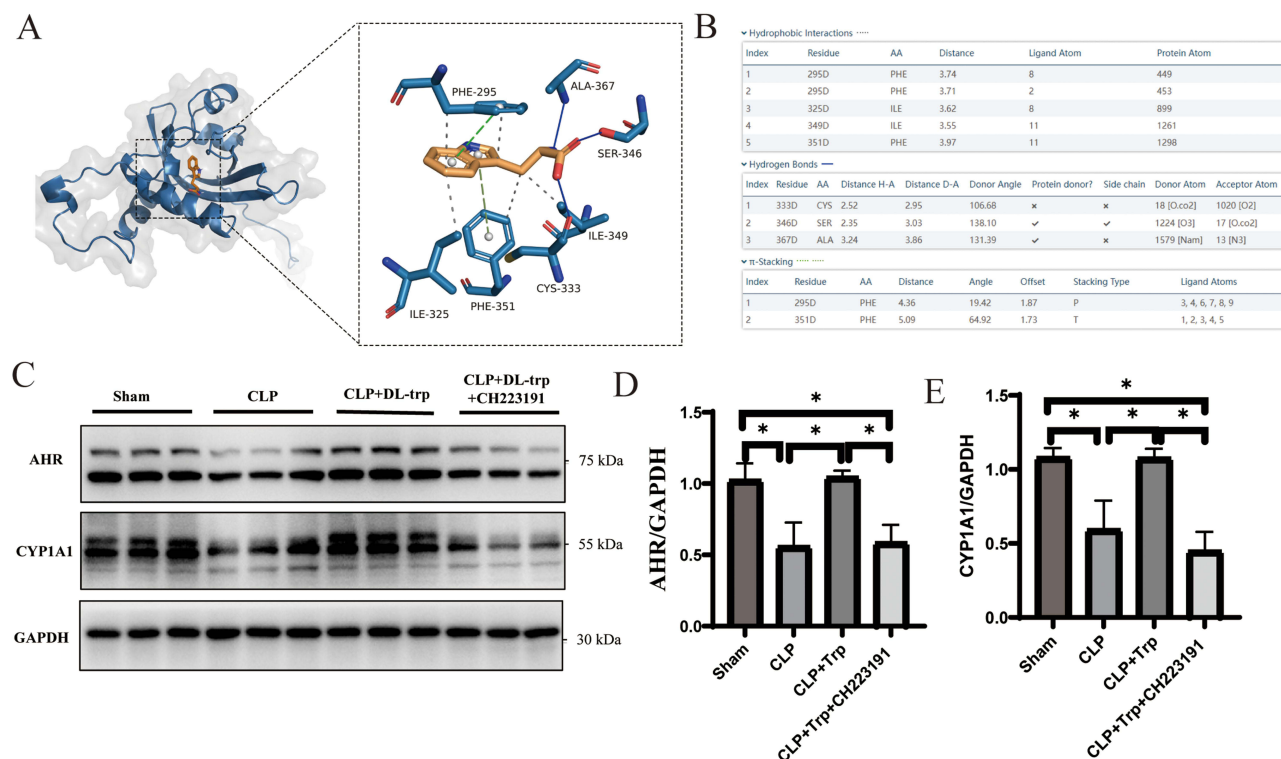 A
PHE-295
ALA-367
SER-346
ILE-349
CYS-333
PHE-351
ILE-325
B
Hydrophobic Interactions
Index Residue AA Distance Ligand Atom Protein Atom
1 295D PHE 3.74 8 449
2 295D PHE 3.71 2 453
3 325D ILE 3.62 8 899
4 349D ILE 3.55 11 1261
5 351D PHE 3.97 11 1298
Hydrogen Bonds
Index Residue AA Distance H-A Distance D-A Donor Angle Protein donor? Side chain Donor Atom Acceptor Atom
1 333D CYS 2.52 2.95 106.68 ✗ ✗ 18 [O.co2] 1020 [O2]
2 346D SER 2.35 3.03 138.10 ✓ ✓ 1224 [O3] 17 [O.co2]
3 367D ALA 3.24 3.86 131.39 ✓ ✗ 1579 [Nam] 13 [N3]
π-Stacking
Index Residue AA Distance Angle Offset Stacking Type Ligand Atoms
1 295D PHE 4.36 19.42 1.87 P 3, 4, 6, 7, 8, 9
2 351D PHE 5.09 64.92 1.73 T 1, 2, 3, 4, 5
C
Sham CLP CLP+DL-trp CLP+DL-trp
+CH223191
AHR
75 kDa
CYP1A1
55 kDa
GAPDH
30 kDa
D
AHR/GAPDH
1.5
1.0
0.5
0.0
*
* * *
Sham
CLP
CLP+Trp
CLP+Trp+CH223191
E
CYP1A1/GAPDH
1.5
1.0
0.5
0.0
*
* * *
Sham
CLP
CLP+Trp
CLP+Trp+CH223191